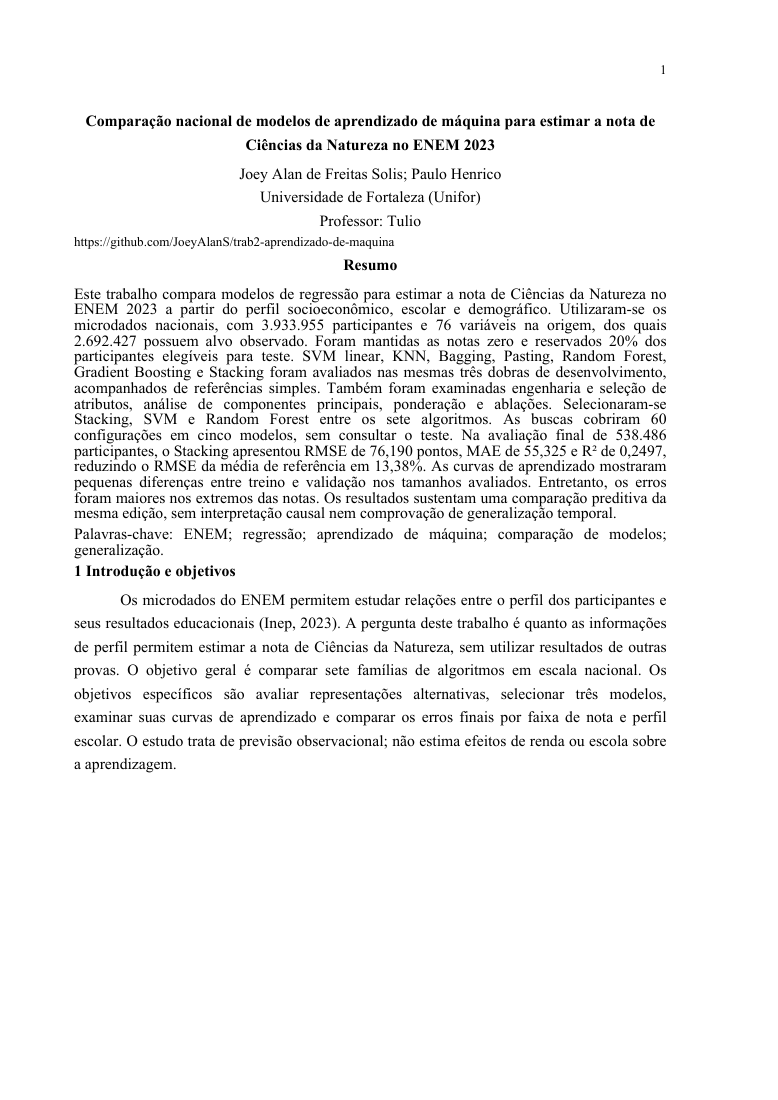 1
Comparação nacional de modelos de aprendizado de máquina para estimar a nota de
Ciências da Natureza no ENEM 2023
Joey Alan de Freitas Solis; Paulo Henrico
Universidade de Fortaleza (Unifor)
Professor: Tulio
https://github.com/JoeyAlanS/trab2-aprendizado-de-maquina
Resumo
Este trabalho compara modelos de regressão para estimar a nota de Ciências da Natureza no
ENEM 2023 a partir do perfil socioeconômico, escolar e demográfico. Utilizaram-se os
microdados nacionais, com 3.933.955 participantes e 76 variáveis na origem, dos quais
2.692.427 possuem alvo observado. Foram mantidas as notas zero e reservados 20% dos
participantes elegíveis para teste. SVM linear, KNN, Bagging, Pasting, Random Forest,
Gradient Boosting e Stacking foram avaliados nas mesmas três dobras de desenvolvimento,
acompanhados de referências simples. Também foram examinadas engenharia e seleção de
atributos, análise de componentes principais, ponderação e ablações. Selecionaram-se
Stacking, SVM e Random Forest entre os sete algoritmos. As buscas cobriram 60
configurações em cinco modelos, sem consultar o teste. Na avaliação final de 538.486
participantes, o Stacking apresentou RMSE de 76,190 pontos, MAE de 55,325 e R² de 0,2497,
reduzindo o RMSE da média de referência em 13,38%. As curvas de aprendizado mostraram
pequenas diferenças entre treino e validação nos tamanhos avaliados. Entretanto, os erros
foram maiores nos extremos das notas. Os resultados sustentam uma comparação preditiva da
mesma edição, sem interpretação causal nem comprovação de generalização temporal.
Palavras-chave: ENEM; regressão; aprendizado de máquina; comparação de modelos;
generalização.
1 Introdução e objetivos
Os microdados do ENEM permitem estudar relações entre o perfil dos participantes e
seus resultados educacionais (Inep, 2023). A pergunta deste trabalho é quanto as informações
de perfil permitem estimar a nota de Ciências da Natureza, sem utilizar resultados de outras
provas. O objetivo geral é comparar sete famílias de algoritmos em escala nacional. Os
objetivos específicos são avaliar representações alternativas, selecionar três modelos,
examinar suas curvas de aprendizado e comparar os erros finais por faixa de nota e perfil
escolar. O estudo trata de previsão observacional; não estima efeitos de renda ou escola sobre
a aprendizagem.